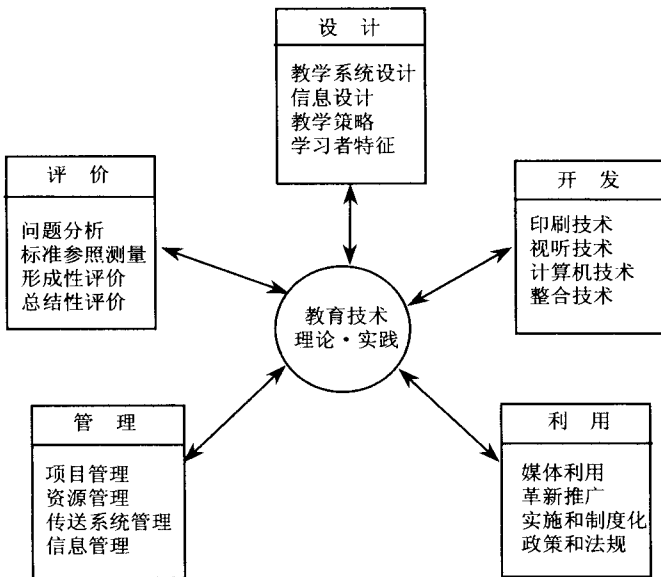 设 计
教学系统设计
信息设计
教学策略
学习者特征
评 价
问题分析
标准参照测量
形成性评价
总结性评价
开 发
印刷技术
视听技术
计算机技术
整合技术
教育技术
理论·实践
管 理
项目管理
资源管理
传送系统管理
信息管理
利 用
媒体利用
革新推广
实施和制度化
政策和法规